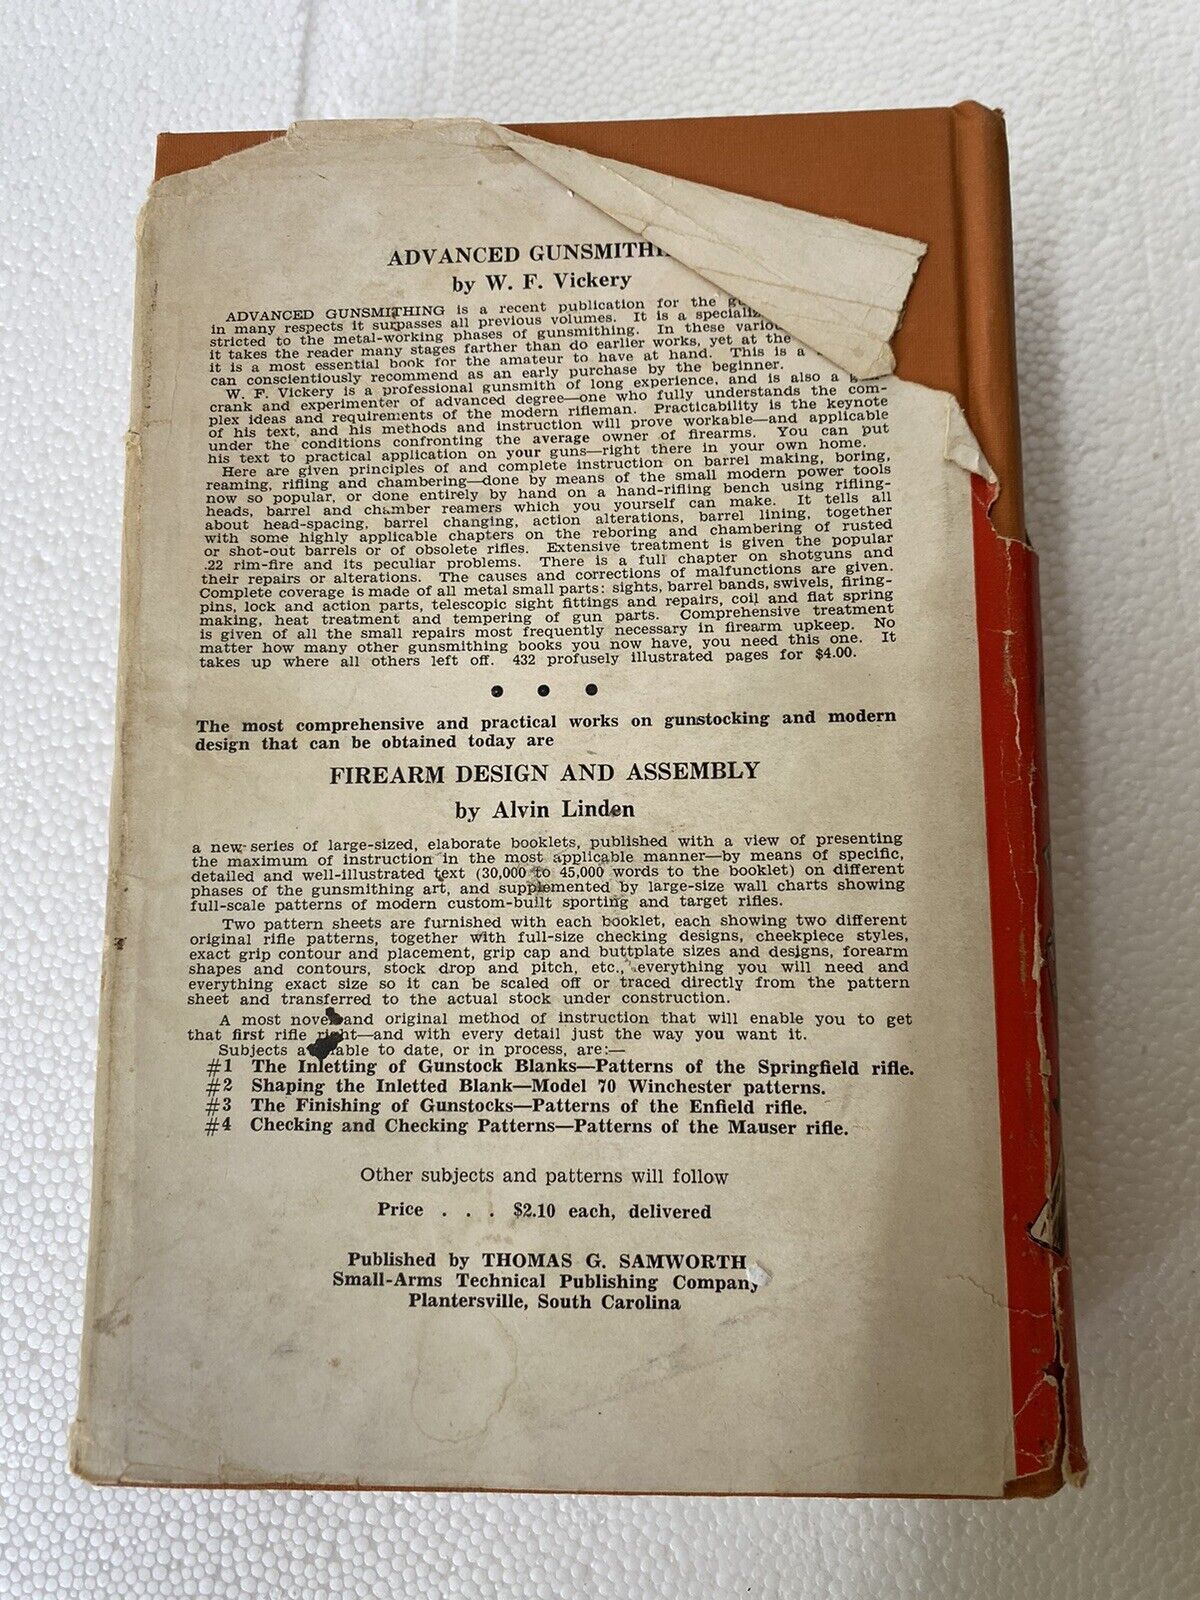 ADVANCED GUNSMITHI
by W. F. Vickery
ADVANCED GUNSMITHING is a recent publication for the
in many respects it surpasses all previous volumes. It is a
stricted to the metal-working phases of gunsmithing. In these
it takes the reader many stages farther than do earlier works, yet at the
it is a most essential book for the amateur to have at hand. This is a
can conscientiously recommend as an early purchase by the beginner.
W. F. Vickery is a professional gunsmith of long experience, and is also a
crank and experimenter of advanced degree—one who fully understands the com-
plex ideas and requirements of the modern rifleman. Practicability is the keynote
of his text, and his methods and instruction will prove workable—and applicable
under the conditions confronting the average owner of firearms. You can put
his text to practical application on your guns—right there in your own home.
Here are given principles of and complete instruction on barrel making, boring,
reaming, rifling and chambering—done by means of the small modern power tools
now so popular, or done entirely by hand on a hand-rifling bench using rifling-
heads, barrel and chamber reamers which you yourself can make. It tells all
about head-spacing, barrel changing, action alterations, barrel lining, together
with some highly applicable chapters on the reboring and chambering of rusted
or shot-out barrels or of obsolete rifles. Extensive treatment is given the popular
.22 rim-fire and its peculiar problems. There is a full chapter on shotguns and
their repairs or alterations. The causes and corrections of malfunctions are given.
Complete coverage is made of all metal small parts: sights, barrel bands, swivels, firing-
pins, lock and action parts, telescopic sight fittings and repairs, coil and flat spring
making, heat treatment and tempering of gun parts. Comprehensive treatment
is given of all the small repairs most frequently necessary in firearm upkeep. No
matter how many other gunsmithing books you now have, you need this one. It
takes up where all others left off. 432 profusely illustrated pages for $4.00.
● ● ●
The most comprehensive and practical works on gunstocking and modern
design that can be obtained today are
FIREARM DESIGN AND ASSEMBLY
by Alvin Linden
a new series of large-sized, elaborate booklets, published with a view of presenting
the maximum of instruction in the most applicable manner—by means of specific,
detailed and well-illustrated text (30,000 to 45,000 words to the booklet) on different
phases of the gunsmithing art, and supplemented by large-size wall charts showing
full-scale patterns of modern custom-built sporting and target rifles.
Two pattern sheets are furnished with each booklet, each showing two different
original rifle patterns, together with full-size checking designs, cheekpiece styles,
exact grip contour and placement, grip cap and buttplate sizes and designs, forearm
shapes and contours, stock drop and pitch, etc., everything you will need and
everything exact size so it can be scaled off or traced directly from the pattern
sheet and transferred to the actual stock under construction.
A most novel and original method of instruction that will enable you to get
that first rifle right—and with every detail just the way you want it.
Subjects available to date, or in process, are:—
#1 The Inletting of Gunstock Blanks—Patterns of the Springfield rifle.
#2 Shaping the Inletted Blank—Model 70 Winchester patterns.
#3 The Finishing of Gunstocks—Patterns of the Enfield rifle.
#4 Checking and Checking Patterns—Patterns of the Mauser rifle.
Other subjects and patterns will follow
Price . . . $2.10 each, delivered
Published by THOMAS G. SAMWORTH
Small-Arms Technical Publishing Company
Plantersville, South Carolina